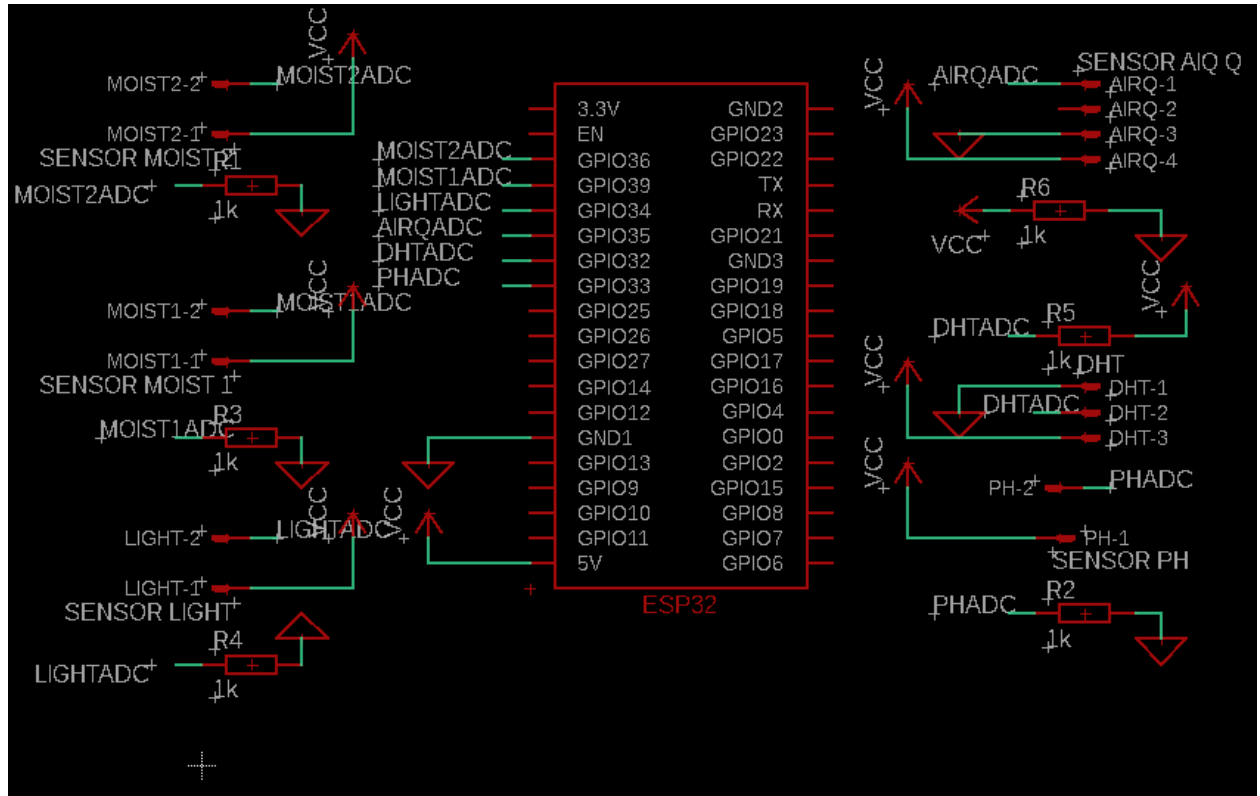 VCC
MOIST2-2
MOIST2ADC
MOIST2-1
SENSOR MOIST 2
R1
MOIST2ADC
1k
VCC
MOIST1-2
MOIST1ADC
MOIST1-1
SENSOR MOIST 1
R3
MOIST1ADC
1k
VCC
LIGHT-2
LIGHTADC
LIGHT-1
SENSOR LIGHT
R4
LIGHTADC
1k
VCC
MOIST2ADC
MOIST1ADC
LIGHTADC
AIRQADC
DHTADC
PHADC
3.3V
EN
GPIO36
GPIO39
GPIO34
GPIO35
GPIO32
GPIO33
GPIO25
GPIO26
GPIO27
GPIO14
GPIO12
GND1
GPIO13
GPIO9
GPIO10
GPIO11
5V
GND2
GPIO23
GPIO22
TX
RX
GPIO21
GND3
GPIO19
GPIO18
GPIO5
GPIO17
GPIO16
GPIO4
GPIO0
GPIO2
GPIO15
GPIO8
GPIO7
GPIO6
ESP32
SENSOR AIQ Q
VCC
AIRQADC
AIRQ-1
AIRQ-2
AIRQ-3
AIRQ-4
R6
VCC
1k
VCC
R5
DHTADC
1k
DHT
VCC
DHT-1
DHTADC
DHT-2
DHT-3
VCC
PH-2
PHADC
PH-1
SENSOR PH
R2
PHADC
1k